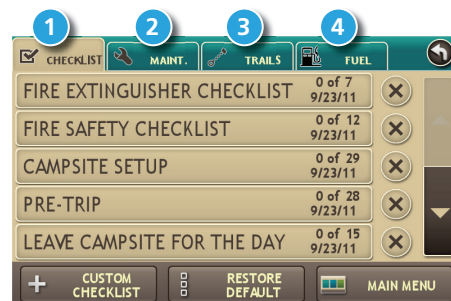 1 2 3 4
CHECKLIST MAINT. TRAILS FUEL
FIRE EXTINGUISHER CHECKLIST 0 of 7
9/23/11
FIRE SAFETY CHECKLIST 0 of 12
9/23/11
CAMPSITE SETUP 0 of 29
9/23/11
PRE-TRIP 0 of 28
9/23/11
LEAVE CAMPSITE FOR THE DAY 0 of 15
9/23/11
CUSTOM
CHECKLIST
RESTORE
DEFAULT
MAIN MENU